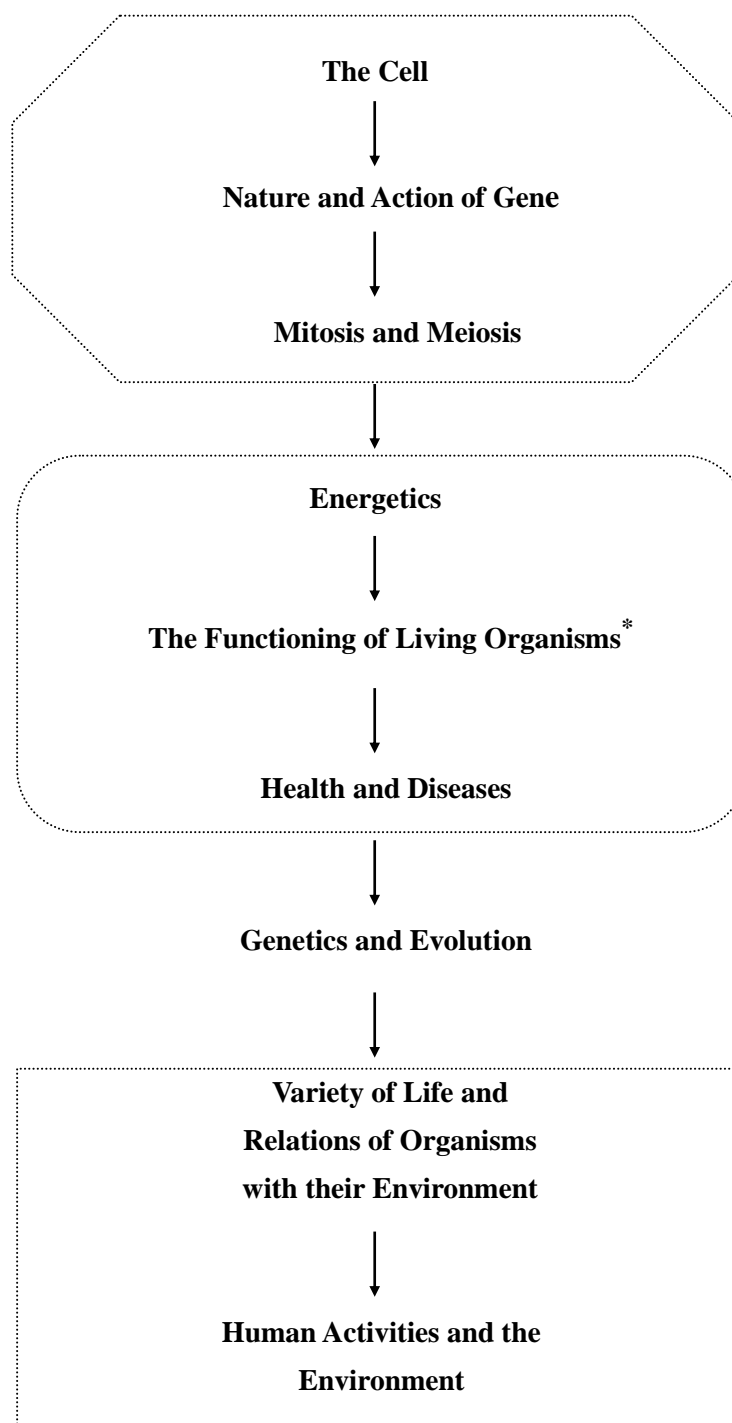 The Cell
Nature and Action of Gene
Mitosis and Meiosis
Energetics
The Functioning of Living Organisms*
Health and Diseases
Genetics and Evolution
Variety of Life and
Relations of Organisms
with their Environment
Human Activities and the
Environment